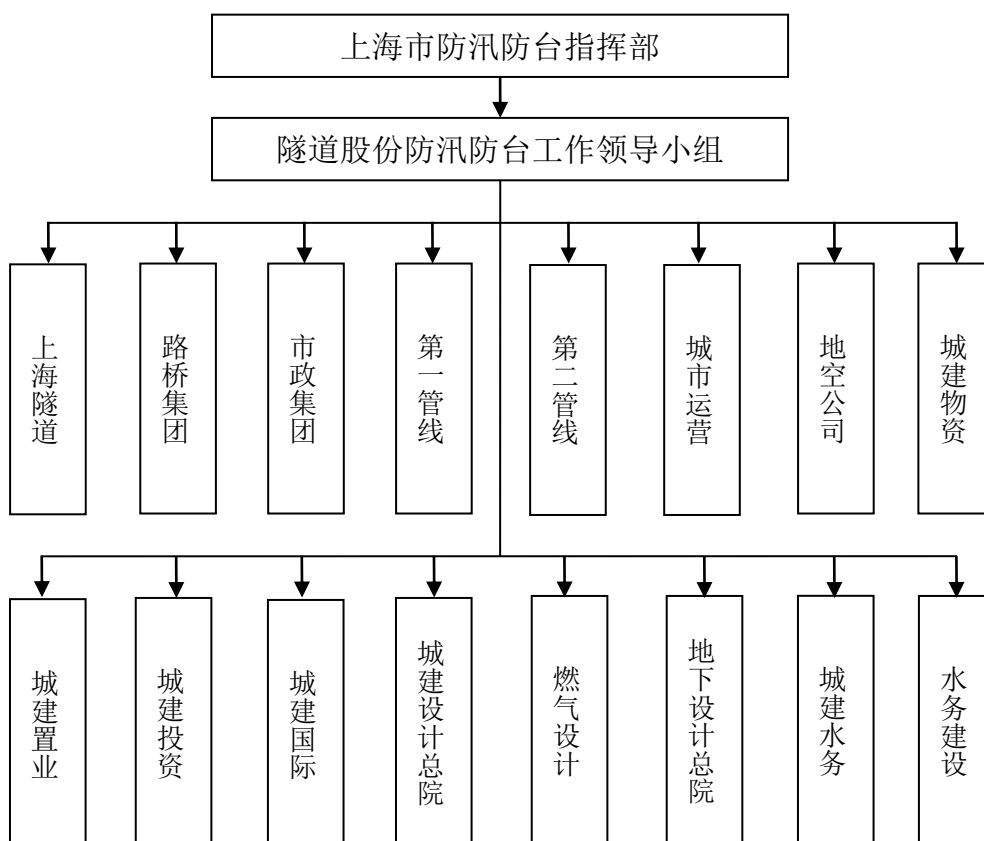 上海市防汛防台指挥部
隧道股份防汛防台工作领导小组
上海隧道
路桥集团
市政集团
第一管线
第二管线
城市运营
地空公司
城建物资
城建置业
城建投资
城建国际
城建设计总院
燃气设计
地下设计总院
城建水务
水务建设